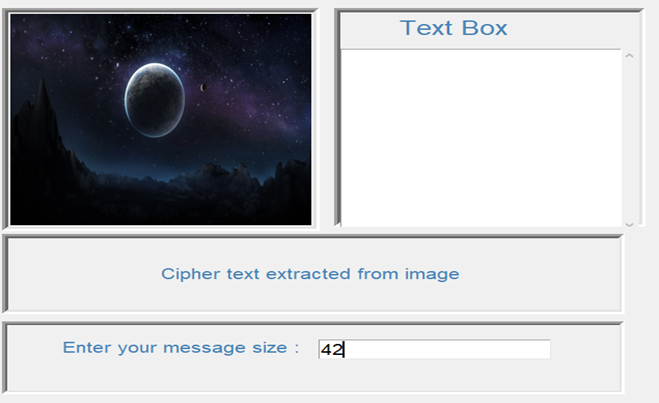 Text Box
Cipher text extracted from image
Enter your message size : 42